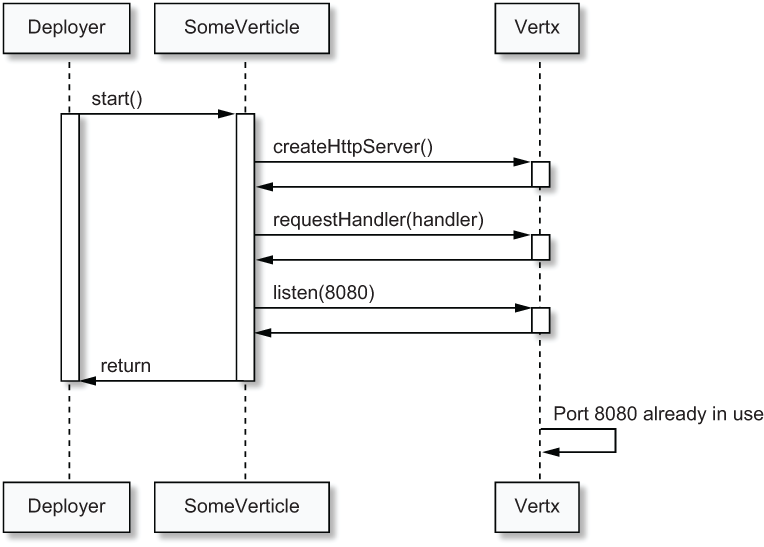 Deployer
SomeVerticle
Vertx
start()
createHttpServer()
requestHandler(handler)
listen(8080)
return
Port 8080 already in use
Deployer
SomeVerticle
Vertx